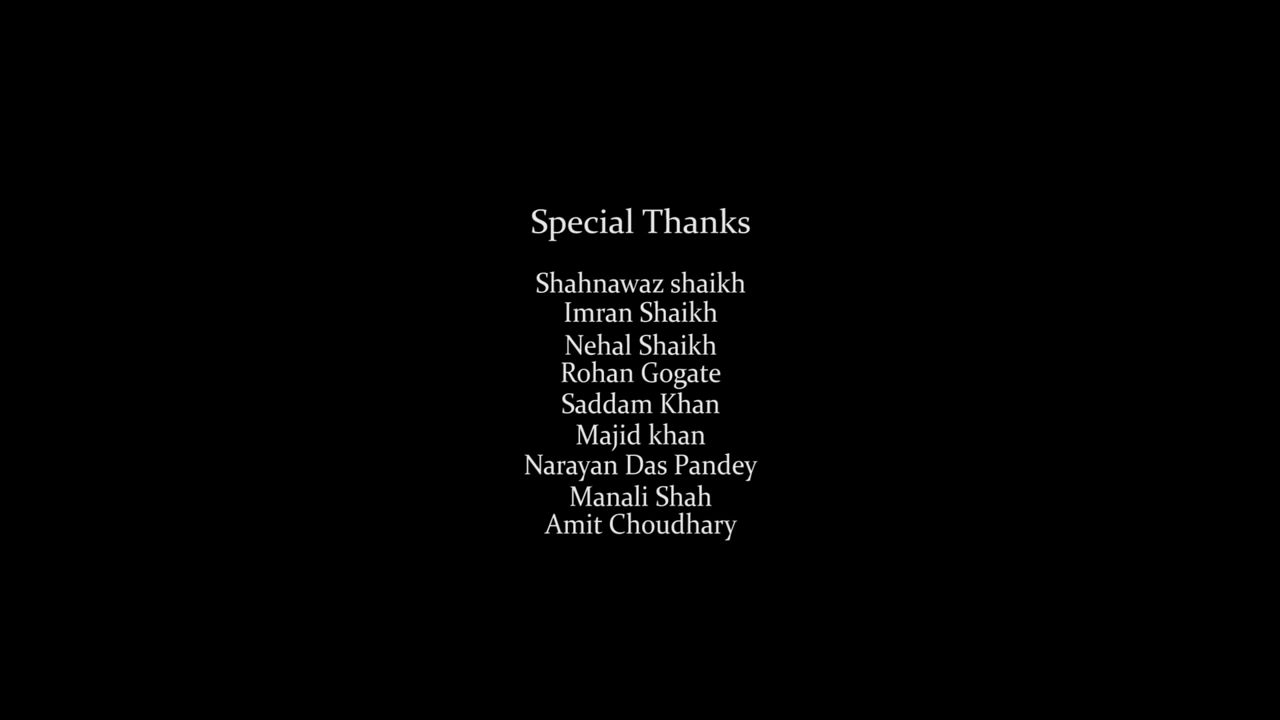 Special Thanks
Shahnawaz shaikh
Imran Shaikh
Nehal Shaikh
Rohan Gogate
Saddam Khan
Majid khan
Narayan Das Pandey
Manali Shah
Amit Choudhary